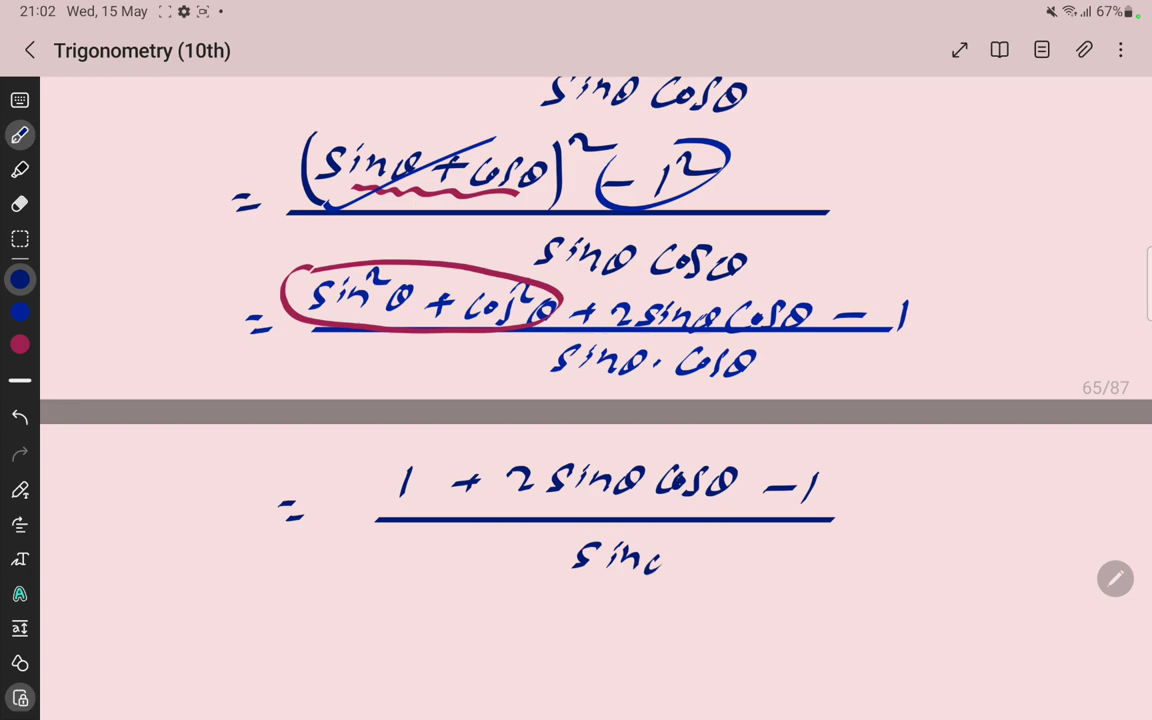 21:02 Wed, 15 May 67%
Trigonometry (10th)
sinθ cosθ
= (sinθ + cosθ)² - 1²
sinθ cosθ
= sin²θ + cos²θ + 2sinθ cosθ - 1
sinθ · cosθ
65/87
= 1 + 2 sinθ cosθ - 1
sin